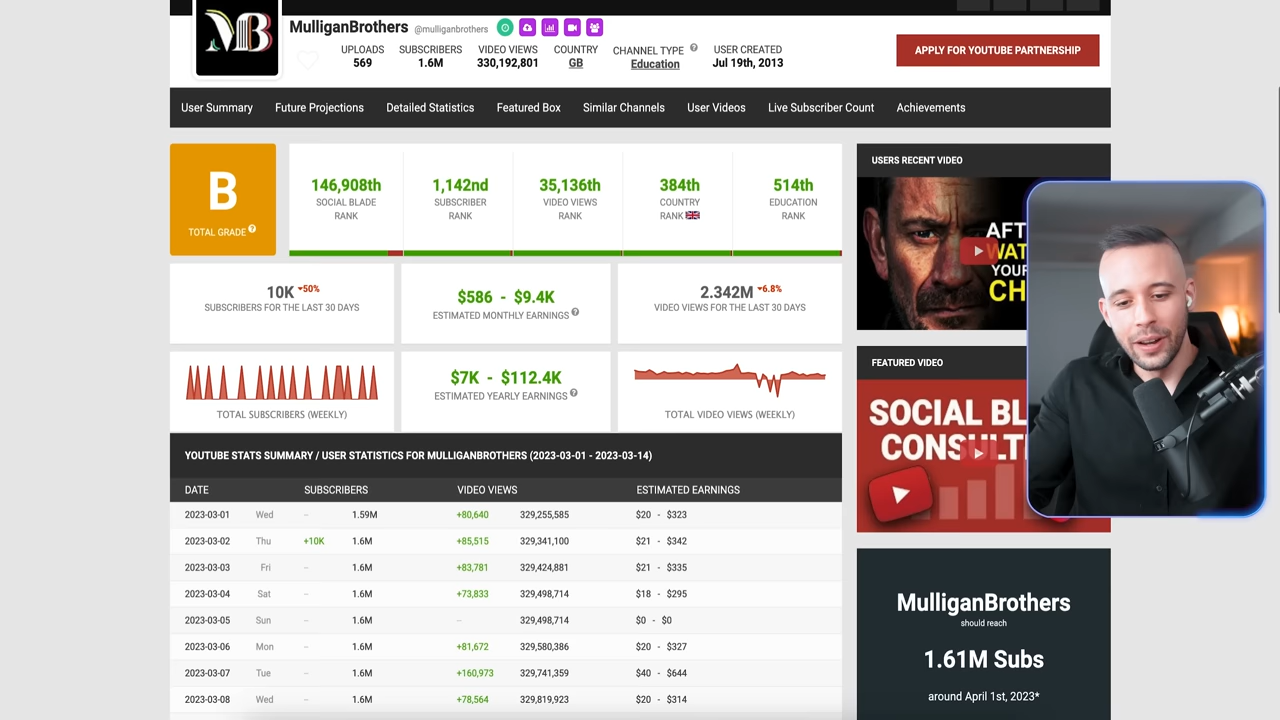 MB
MulliganBrothers @mulliganbrothers
UPLOADS
569
SUBSCRIBERS
1.6M
VIDEO VIEWS
330,192,801
COUNTRY
GB
CHANNEL TYPE
Education
USER CREATED
Jul 19th, 2013
APPLY FOR YOUTUBE PARTNERSHIP
User Summary Future Projections Detailed Statistics Featured Box Similar Channels User Videos Live Subscriber Count Achievements
B
TOTAL GRADE ?
146,908th
SOCIAL BLADE
RANK
1,142nd
SUBSCRIBER
RANK
35,136th
VIDEO VIEWS
RANK
384th
COUNTRY
RANK
514th
EDUCATION
RANK
10K -50%
SUBSCRIBERS FOR THE LAST 30 DAYS
$586 - $9.4K
ESTIMATED MONTHLY EARNINGS ?
2.342M -6.8%
VIDEO VIEWS FOR THE LAST 30 DAYS
TOTAL SUBSCRIBERS (WEEKLY)
$7K - $112.4K
ESTIMATED YEARLY EARNINGS ?
TOTAL VIDEO VIEWS (WEEKLY)
YOUTUBE STATS SUMMARY / USER STATISTICS FOR MULLIGANBROTHERS (2023-03-01 - 2023-03-14)
DATE SUBSCRIBERS VIDEO VIEWS ESTIMATED EARNINGS
2023-03-01 Wed -- 1.59M +80,640 329,255,585 $20 - $323
2023-03-02 Thu +10K 1.6M +85,515 329,341,100 $21 - $342
2023-03-03 Fri -- 1.6M +83,781 329,424,881 $21 - $335
2023-03-04 Sat -- 1.6M +73,833 329,498,714 $18 - $295
2023-03-05 Sun -- 1.6M -- 329,498,714 $0 - $0
2023-03-06 Mon -- 1.6M +81,672 329,580,386 $20 - $327
2023-03-07 Tue -- 1.6M +160,973 329,741,359 $40 - $644
2023-03-08 Wed -- 1.6M +78,564 329,819,923 $20 - $314
USERS RECENT VIDEO
AFT
WAT
YOUR
CH
FEATURED VIDEO
SOCIAL BL
CONSULT
MulliganBrothers
should reach
1.61M Subs
around April 1st, 2023*